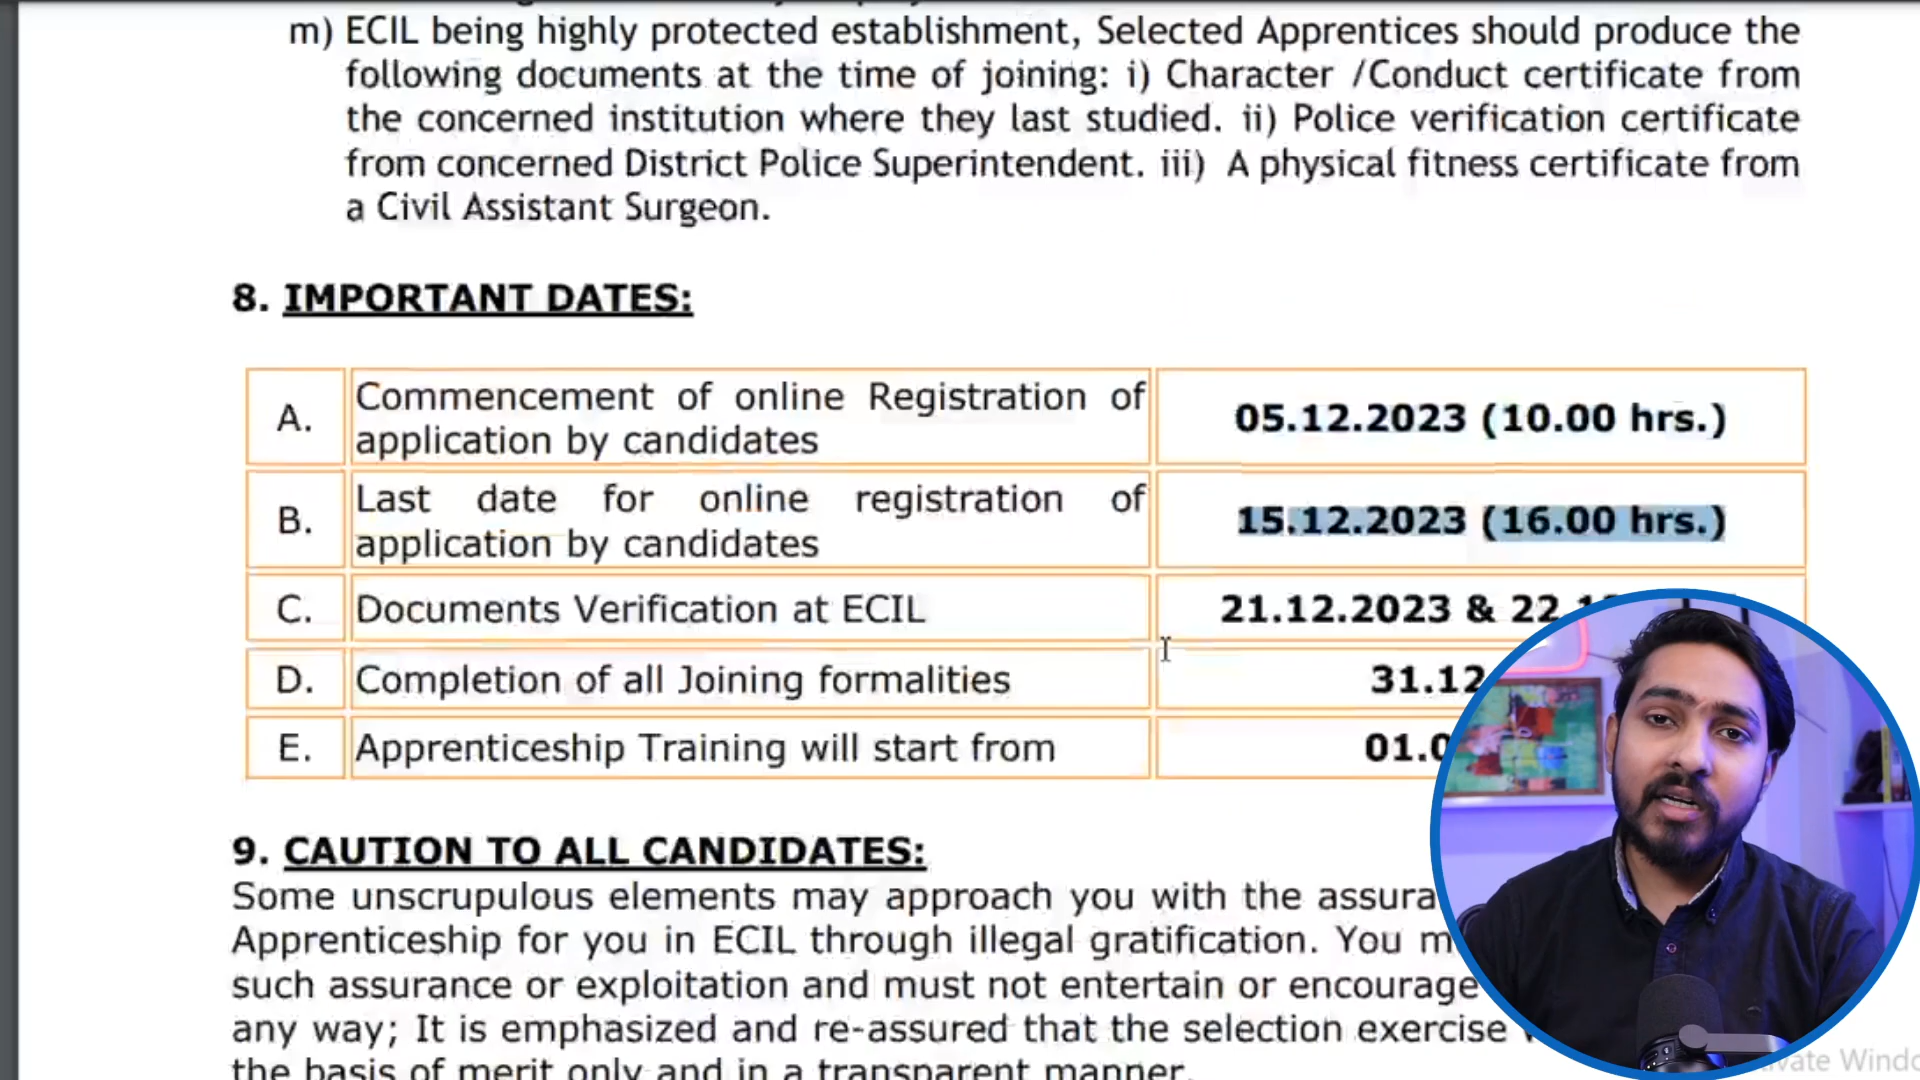 m) ECIL being highly protected establishment, Selected Apprentices should produce the
following documents at the time of joining: i) Character /Conduct certificate from
the concerned institution where they last studied. ii) Police verification certificate
from concerned District Police Superintendent. iii) A physical fitness certificate from
a Civil Assistant Surgeon.
8. IMPORTANT DATES:
A. Commencement of online Registration of application by candidates 05.12.2023 (10.00 hrs.)
B. Last date for online registration of application by candidates 15.12.2023 (16.00 hrs.)
C. Documents Verification at ECIL 21.12.2023 & 22
D. Completion of all Joining formalities 31.12
E. Apprenticeship Training will start from 01.0
9. CAUTION TO ALL CANDIDATES:
Some unscrupulous elements may approach you with the
Apprenticeship for you in ECIL through illegal gratification. You
such assurance or exploitation and must not entertain or encourage
any way; It is emphasized and re-assured that the selection exercise
the basis of merit only and in a transparent manner.